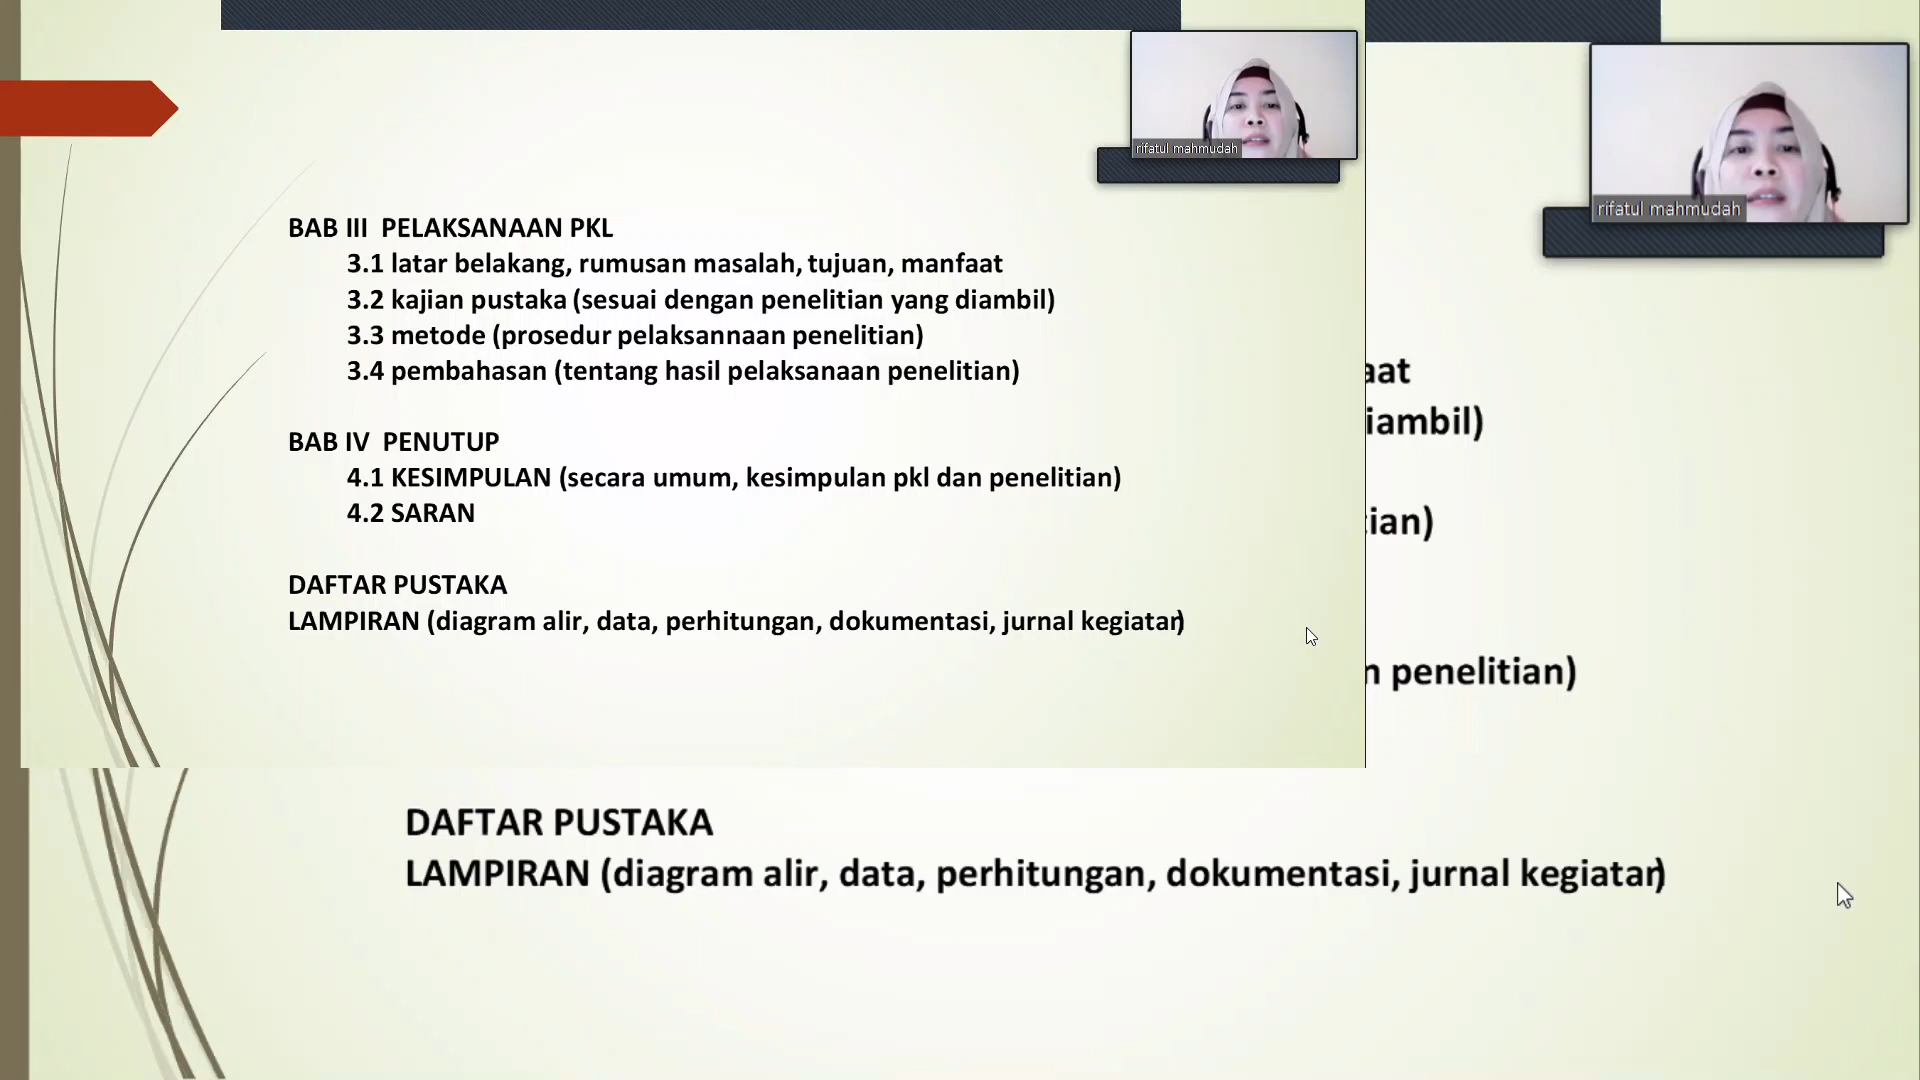 rifatul mahmudah
rifatul mahmudah
BAB III  PELAKSANAAN PKL
3.1 latar belakang, rumusan masalah, tujuan, manfaat
3.2 kajian pustaka (sesuai dengan penelitian yang diambil)
3.3 metode (prosedur pelaksannaan penelitian)
3.4 pembahasan (tentang hasil pelaksanaan penelitian)
BAB IV  PENUTUP
4.1 KESIMPULAN (secara umum, kesimpulan pkl dan penelitian)
4.2 SARAN
DAFTAR PUSTAKA
LAMPIRAN (diagram alir, data, perhitungan, dokumentasi, jurnal kegiatan)
aat
iambil)
ian)
n penelitian)
DAFTAR PUSTAKA
LAMPIRAN (diagram alir, data, perhitungan, dokumentasi, jurnal kegiatan)